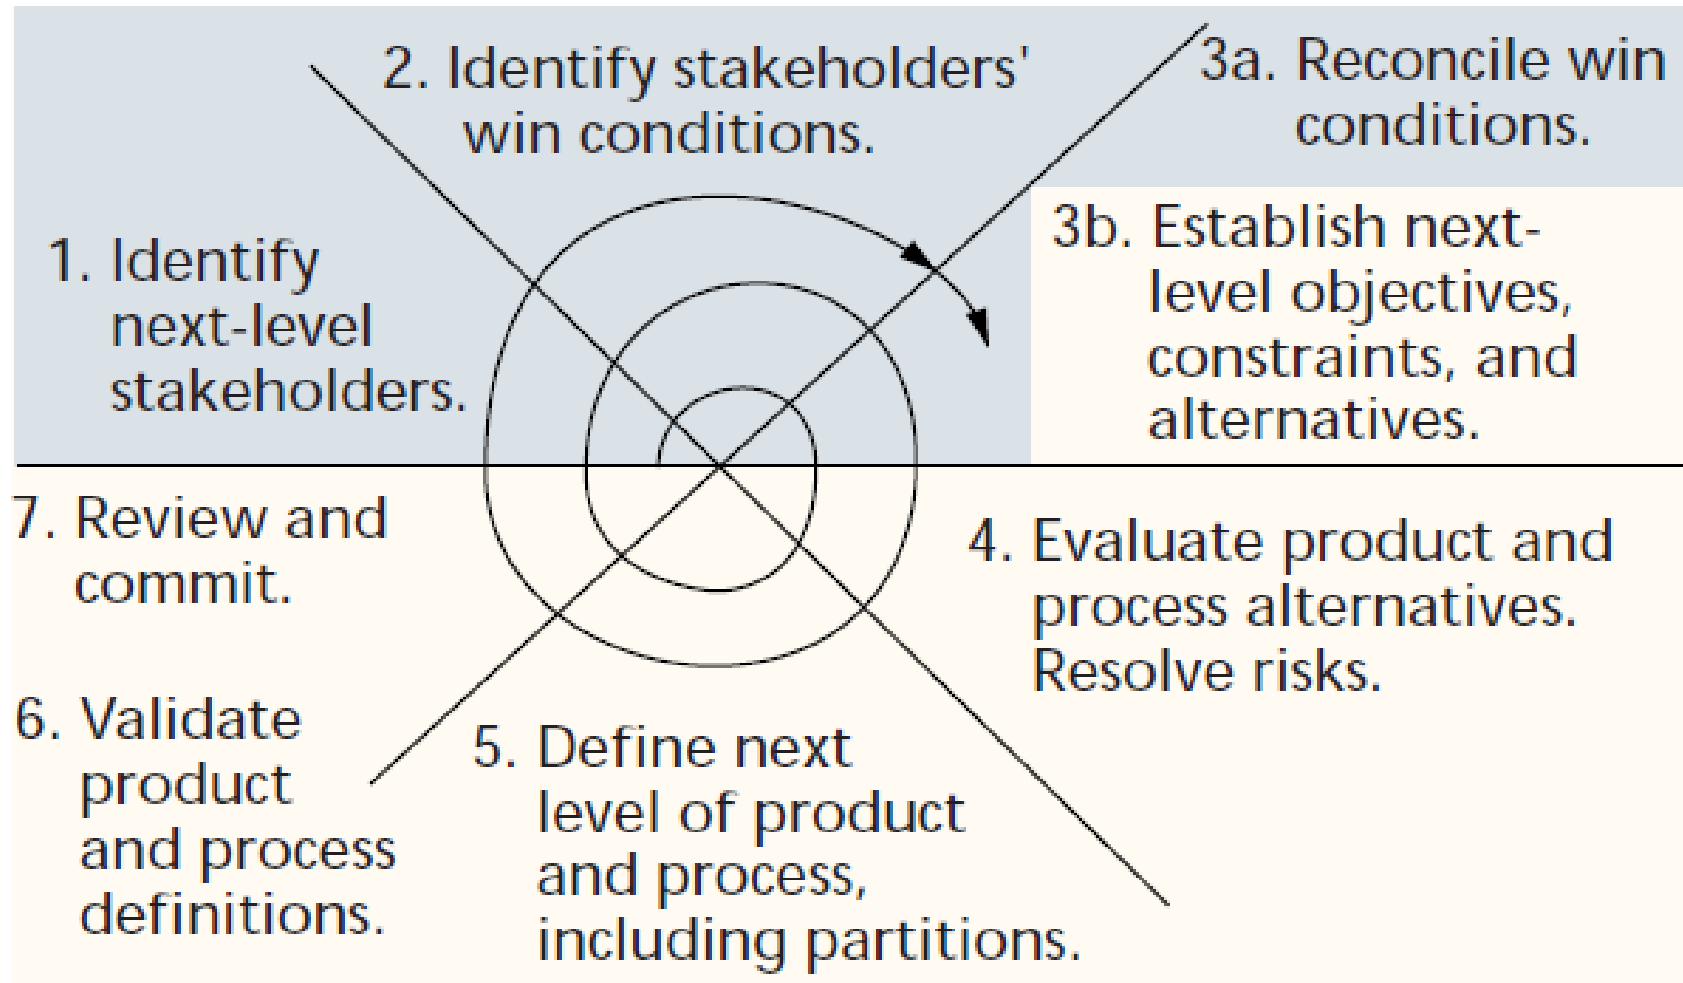 2. Identify stakeholders'
win conditions.
3a. Reconcile win
conditions.
1. Identify
next-level
stakeholders.
3b. Establish next-
level objectives,
constraints, and
alternatives.
7. Review and
commit.
4. Evaluate product and
process alternatives.
Resolve risks.
6. Validate
product
and process
definitions.
5. Define next
level of product
and process,
including partitions.